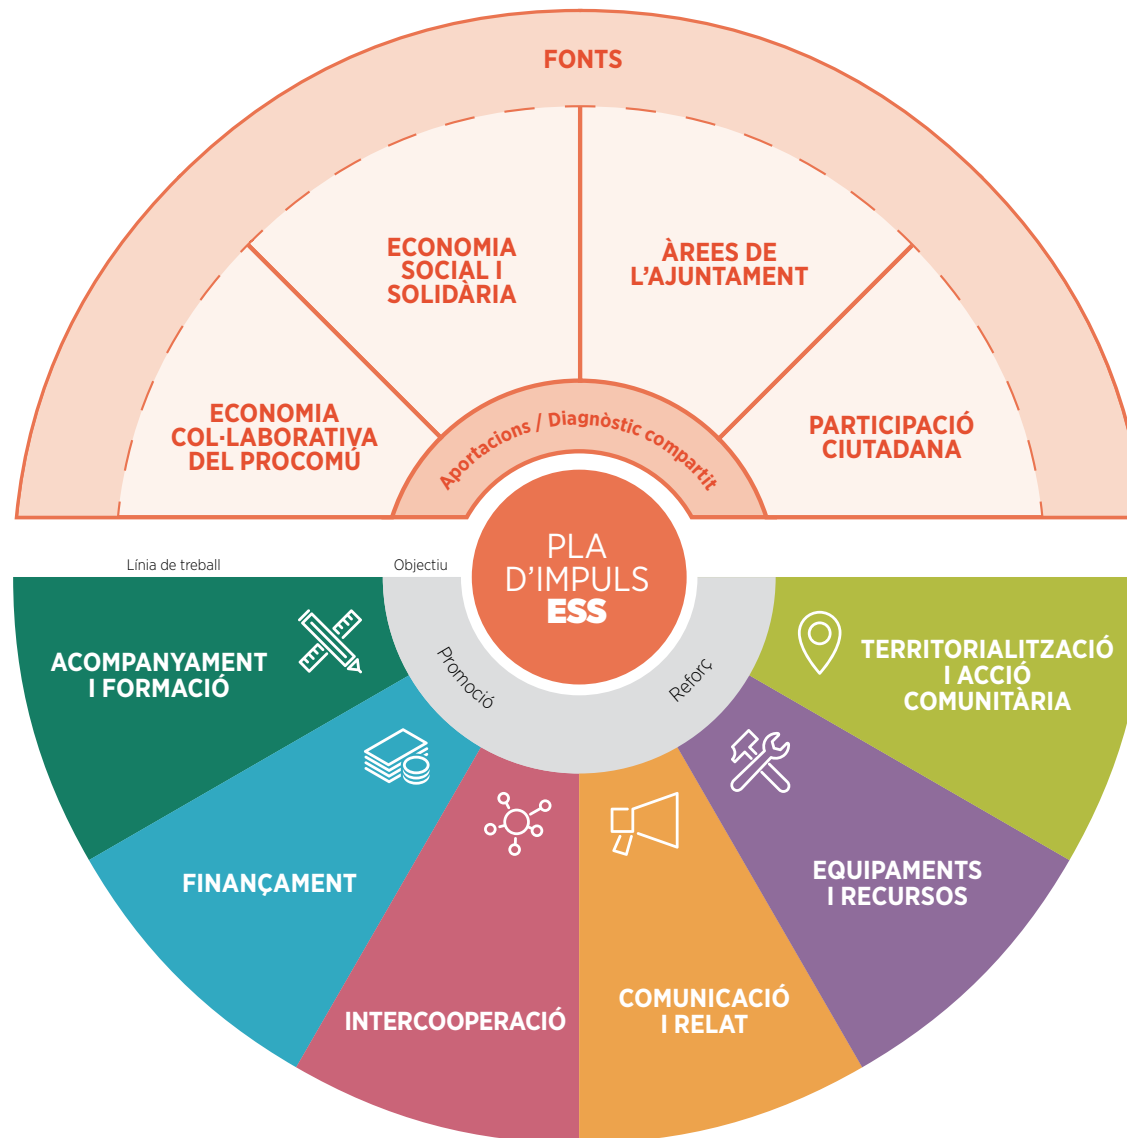 FONTS
ECONOMIA
SOCIAL I
SOLIDÀRIA
ÀREES DE
L'AJUNTAMENT
ECONOMIA
COL·LABORATIVA
DEL PROCOMÚ
PARTICIPACIÓ
CIUTADANA
Aportacions / Diagnòstic compartit
PLA
D'IMPULS
ESS
Línia de treball
Objectiu
Promoció
Reforç
ACOMPANYAMENT
I FORMACIÓ
FINANÇAMENT
INTERCOOPERACIÓ
COMUNICACIÓ
I RELAT
EQUIPAMENTS
I RECURSOS
TERRITORIALITZACIÓ
I ACCIÓ
COMUNITÀRIA